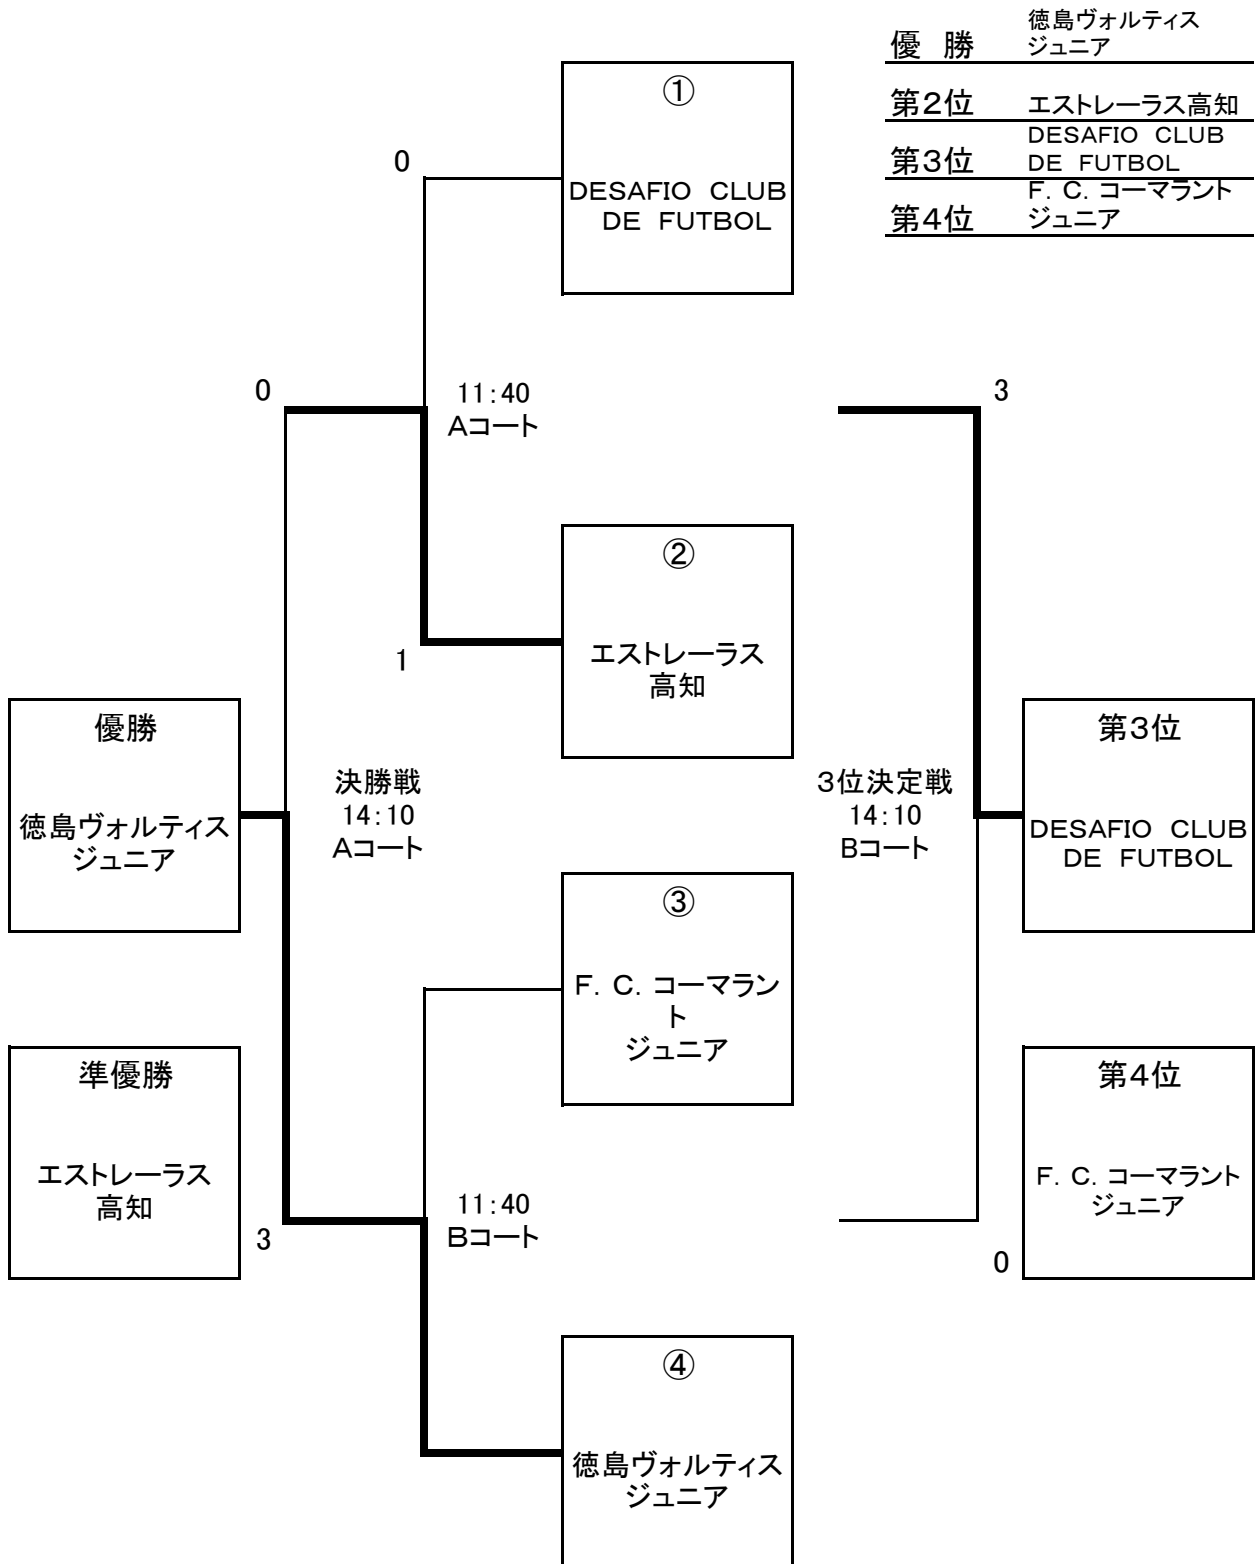 優 勝
徳島ヴォルティス
ジュニア
第2位
エストレーラス高知
第3位
DESAFIO CLUB
DE FUTBOL
第4位
F. C. コーマラント
ジュニア
①
DESAFIO CLUB
DE FUTBOL
0
0
11:40
Aコート
3
②
エストレーラス
高知
1
優勝
徳島ヴォルティス
ジュニア
決勝戦
14:10
Aコート
3位決定戦
14:10
Bコート
第3位
DESAFIO CLUB
DE FUTBOL
③
F. C. コーマラン
ト
ジュニア
準優勝
エストレーラス
高知
3
11:40
Bコート
第4位
F. C. コーマラント
ジュニア
0
④
徳島ヴォルティス
ジュニア